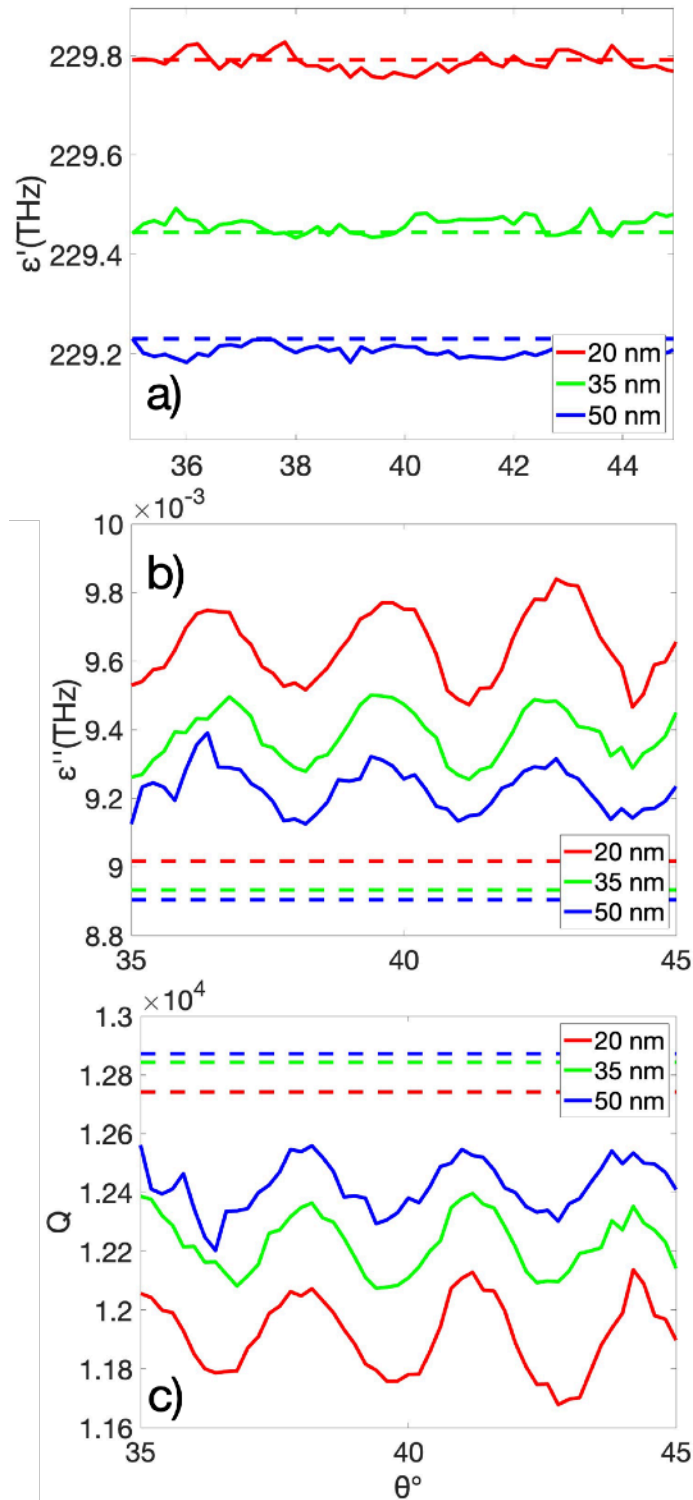 229.8
229.6
229.4
229.2
ε'(THz)
a)
20 nm
35 nm
50 nm
36 38 40 42 44
×10-3
10
9.8
9.6
9.4
9.2
9
8.8
ε''(THz)
b)
20 nm
35 nm
50 nm
35 40 45
×104
1.3
1.28
1.26
1.24
1.22
1.2
1.18
1.16
Q
20 nm
35 nm
50 nm
c)
35 40 45
θ°